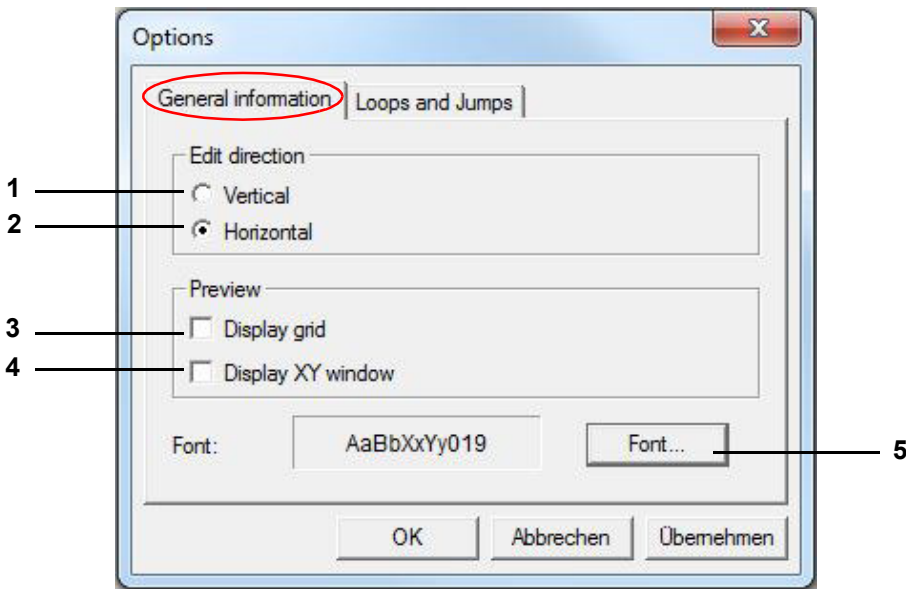 Options
General information Loops and Jumps
Edit direction
1 Vertical
2 Horizontal
Preview
3 Display grid
4 Display XY window
Font: AaBbXxYy019 Font... 5
OK Abbrechen Übernehmen